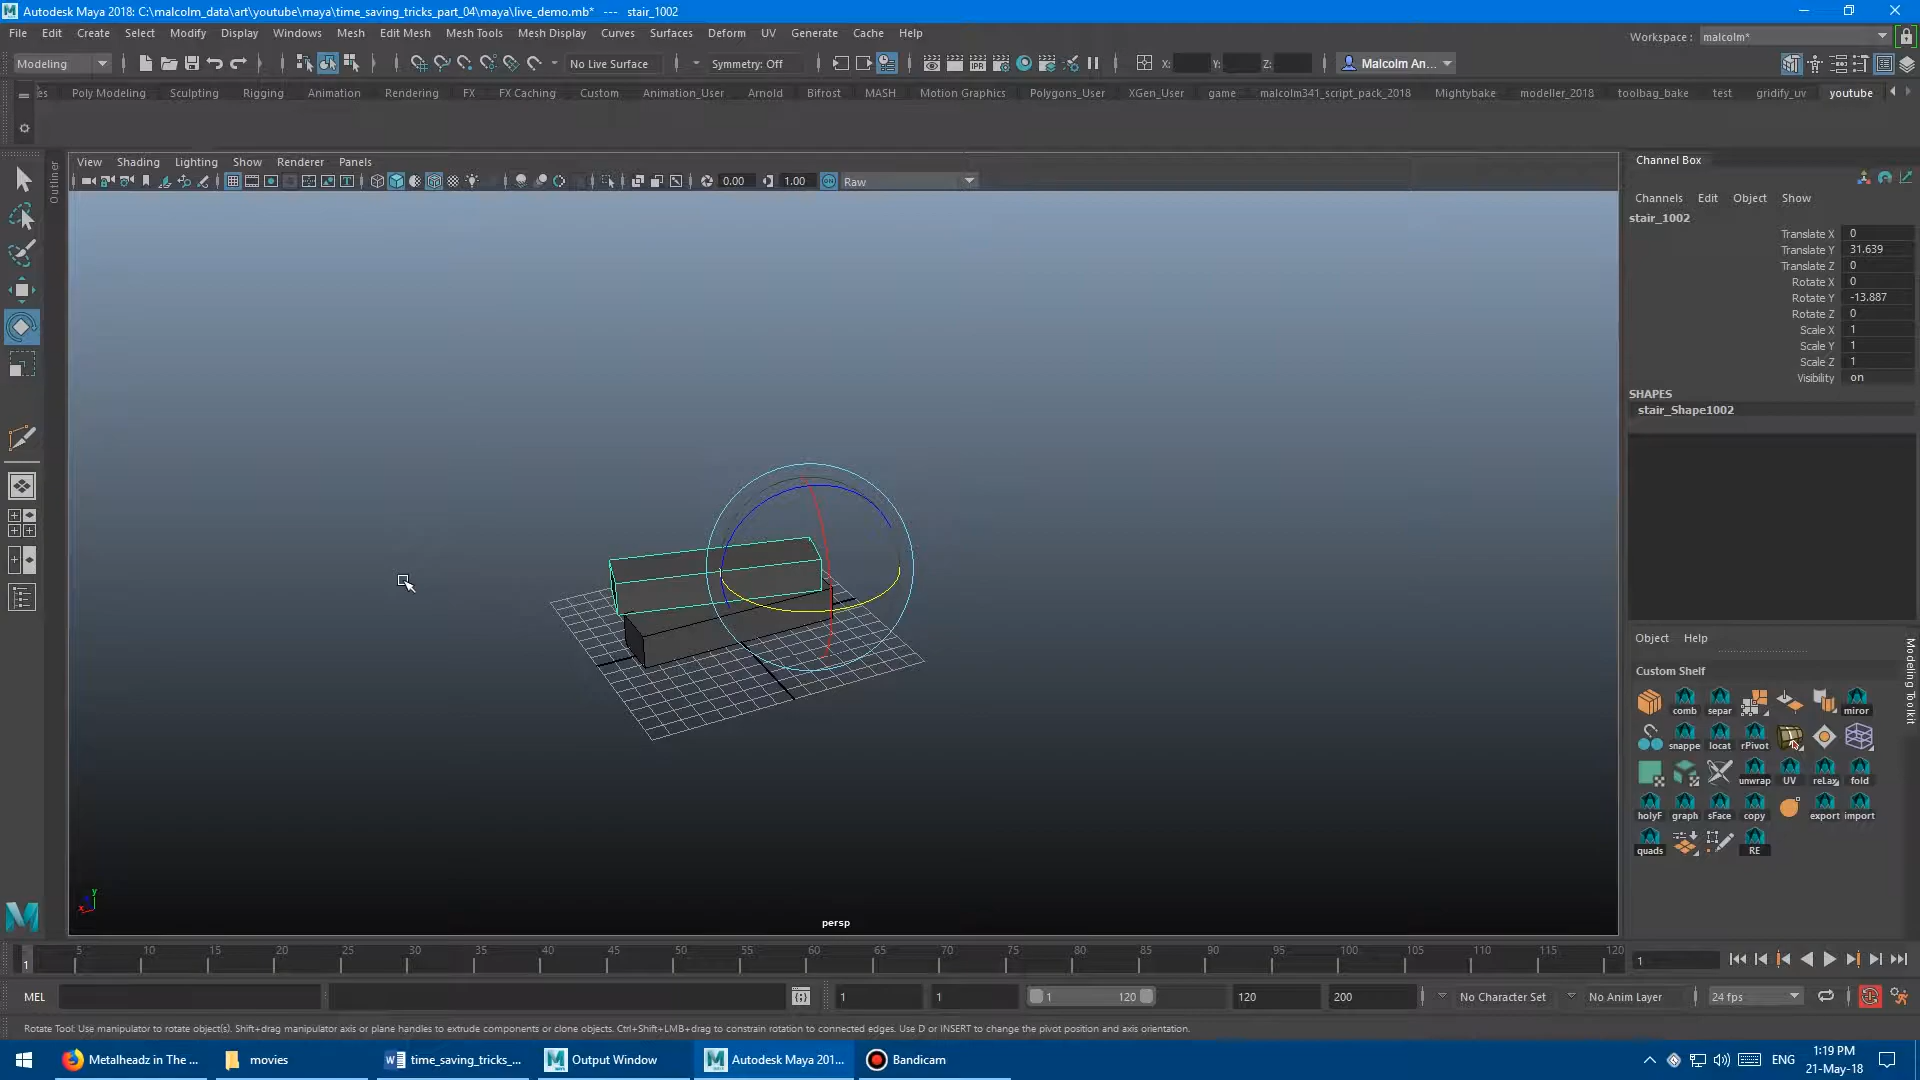 Autodesk Maya 2018: C:\malcolm_data\art\youtube\maya\time_saving_tricks_part_04\maya\live_demo.mb* --- stair_1002
File Edit Create Select Modify Display Windows Mesh Edit Mesh Mesh Tools Mesh Display Curves Surfaces Deform UV Generate Cache Help
Workspace : malcolm*
Modeling No Live Surface Symmetry: Off X: Y: Z: Malcolm An...
es Poly Modeling Sculpting Rigging Animation Rendering FX FX Caching Custom Animation_User Arnold Bifrost MASH Motion Graphics Polygons_User XGen_User game malcolm341_script_pack_2018 Mightybake modeller_2018 toolbag_bake test gridify_uv youtube
Outliner
View Shading Lighting Show Renderer Panels
0.00 1.00 ON Raw
persp
Channel Box
Channels Edit Object Show
stair_1002
Translate X 0
Translate Y 31.639
Translate Z 0
Rotate X 0
Rotate Y -13.887
Rotate Z 0
Scale X 1
Scale Y 1
Scale Z 1
Visibility on
SHAPES
stair_Shape1002
Object Help
Modeling Toolkit
Custom Shelf
comb separ miror
snappe locat rPivot
unwrap UV reLax fold
holyF graph sFace copy export import
quads RE
5 10 15 20 25 30 35 40 45 50 55 60 65 70 75 80 85 90 95 100 105 110 115 120
1 1
MEL 1 1 1 120 120 200 No Character Set No Anim Layer 24 fps
Rotate Tool: Use manipulator to rotate object(s). Shift+drag manipulator axis or plane handles to extrude components or clone objects. Ctrl+Shift+LMB+drag to constrain rotation to connected edges. Use D or INSERT to change the pivot position and axis orientation.
Metalheadz in The ... movies time_saving_tricks_... Output Window Autodesk Maya 201... Bandicam ENG 1:19 PM
21-May-18